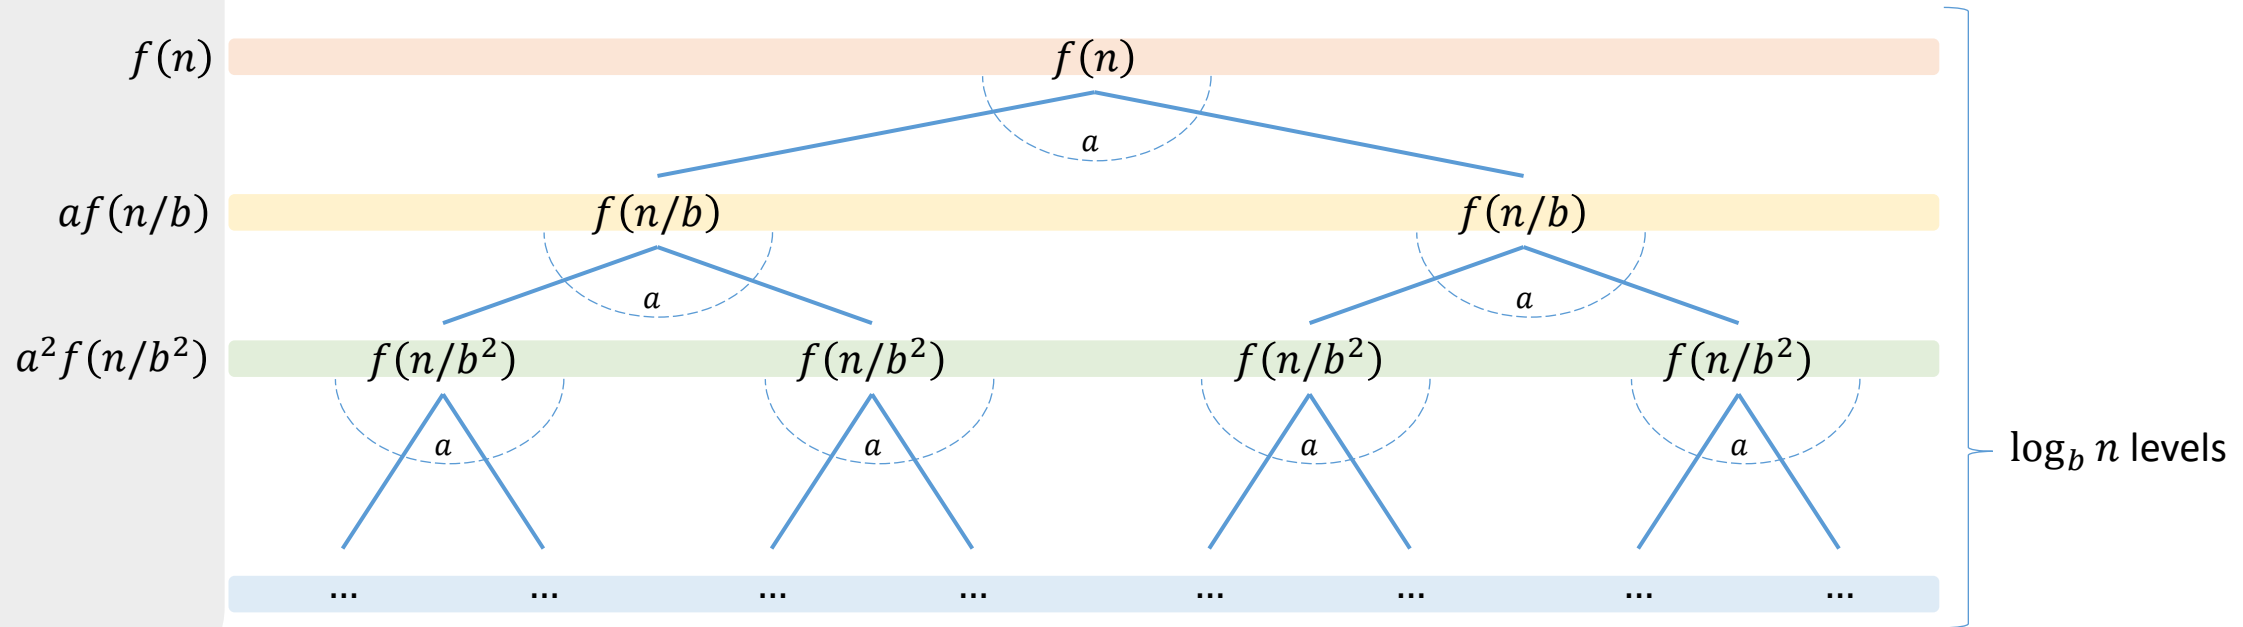 f(n) f(n)
a
af(n/b) f(n/b) f(n/b)
a a
a²f(n/b²) f(n/b²) f(n/b²) f(n/b²) f(n/b²)
a a a a
log_b n levels
... ... ... ... ... ... ... ...